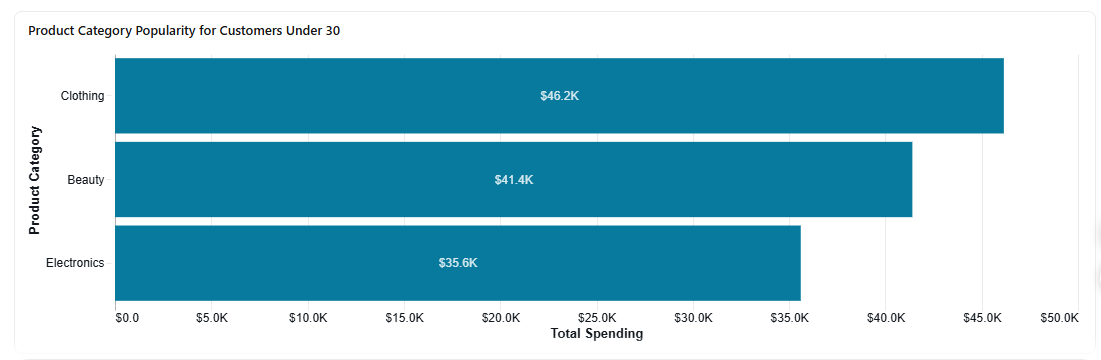 Product Category Popularity for Customers Under 30
Product Category
Clothing
$46.2K
Beauty
$41.4K
Electronics
$35.6K
$0.0 $5.0K $10.0K $15.0K $20.0K $25.0K $30.0K $35.0K $40.0K $45.0K $50.0K
Total Spending